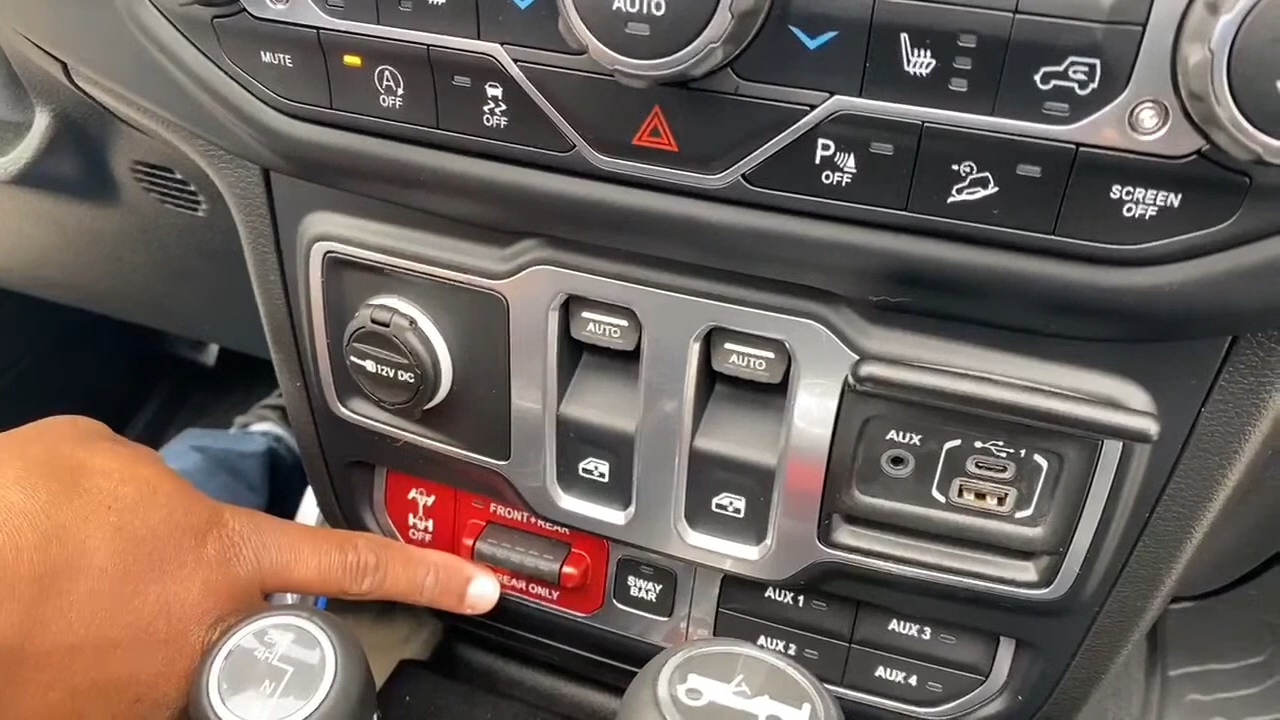 AUTO
MUTE
A
OFF
OFF
P
OFF
SCREEN
OFF
12V DC
AUTO
AUTO
AUX
1
OFF
FRONT+REAR
REAR ONLY
SWAY
BAR
AUX 1
AUX 2
AUX 3
AUX 4
4H
N